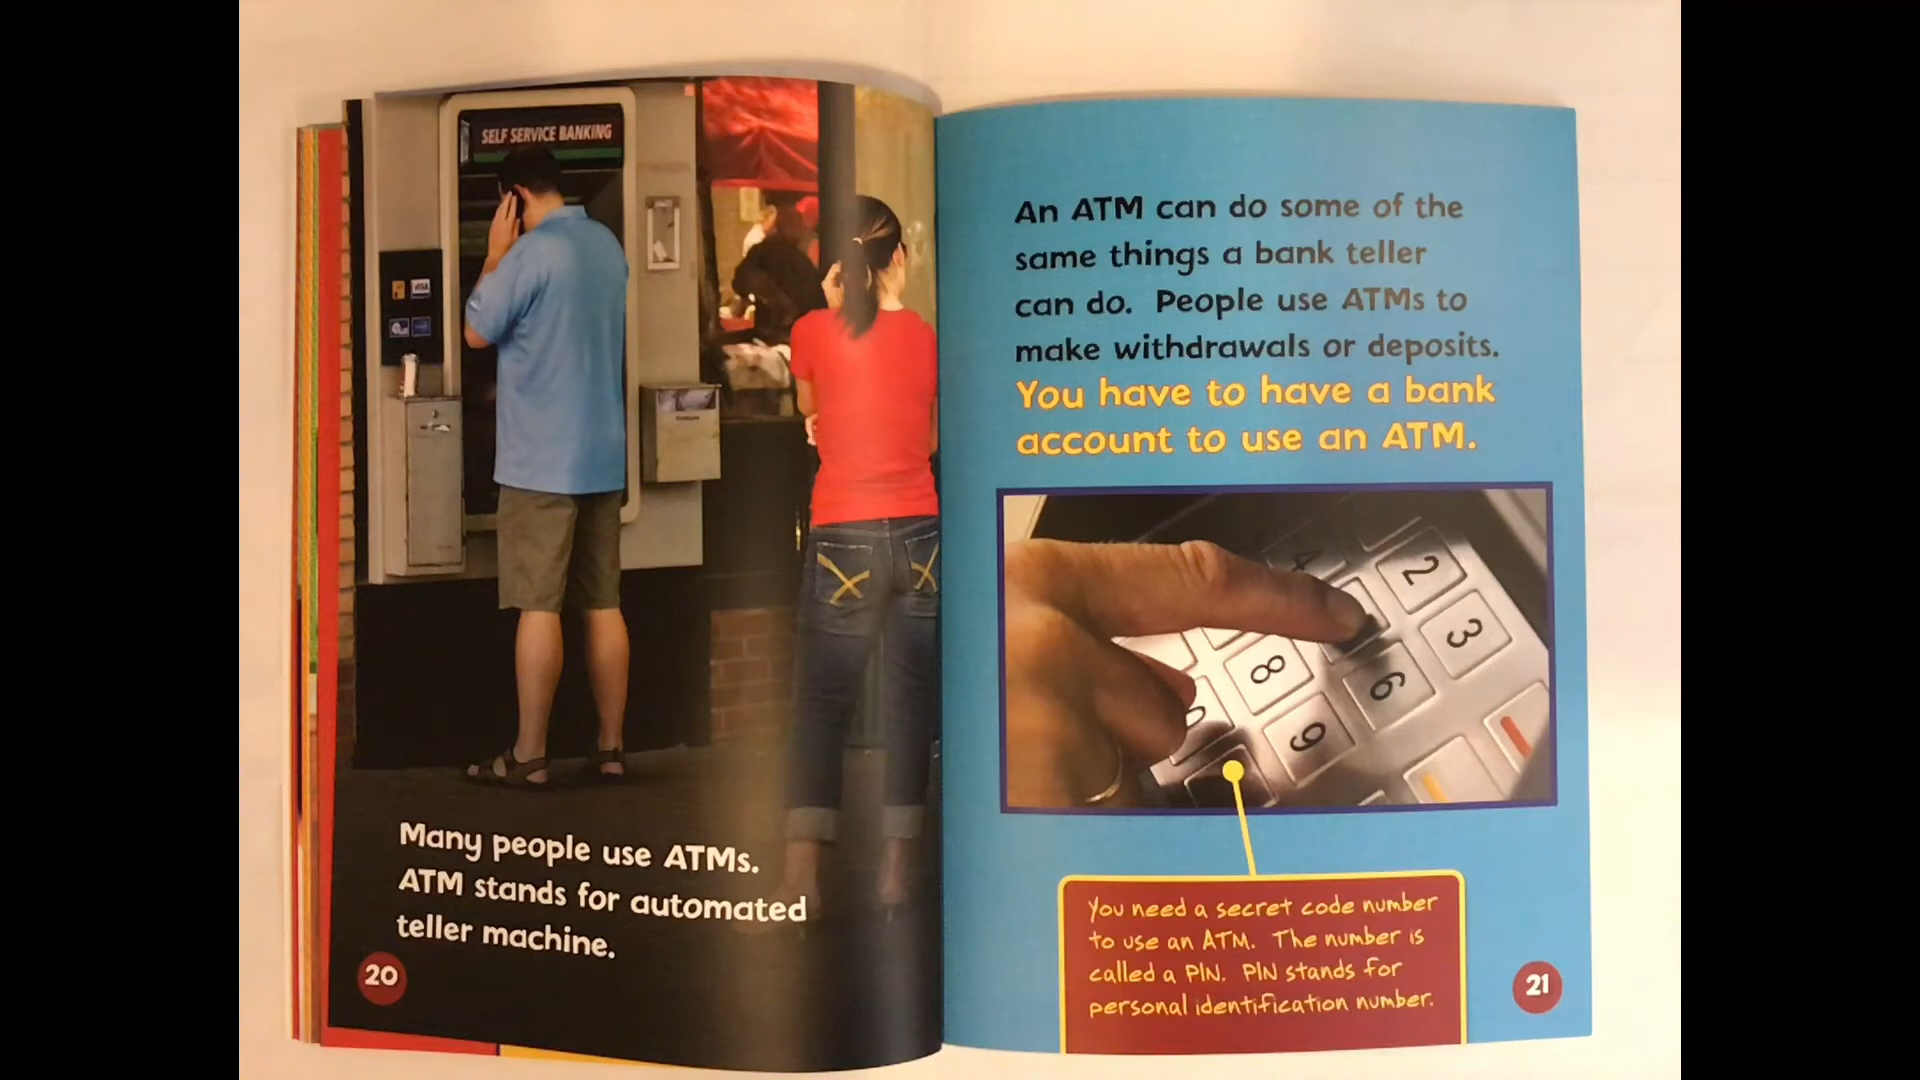 SELF SERVICE BANKING
VISA
Many people use ATMs.
ATM stands for automated
teller machine.
20
An ATM can do some of the
same things a bank teller
can do. People use ATMs to
make withdrawals or deposits.
You have to have a bank
account to use an ATM.
4
2
3
8
6
9
You need a secret code number
to use an ATM. The number is
called a PIN. PIN stands for
personal identification number.
21